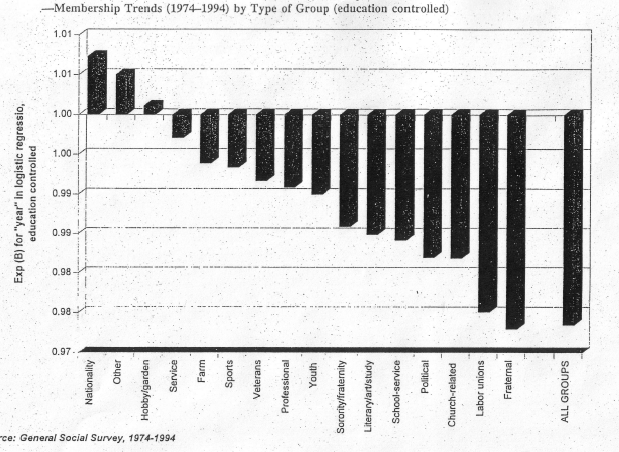 —Membership Trends (1974–1994) by Type of Group (education controlled)
Exp (B) for "year" in logistic regressio,
education controlled
1.01
1.01
1.00
1.00
0.99
0.99
0.98
0.98
0.97
Nationality
Other
Hobby/garden
Service
Farm
Sports
Veterans
Professional
Youth
Sorority/fraternity
Literary/art/study
School-service
Political
Church-related
Labor unions
Fraternal
ALL GROUPS
rce: General Social Survey, 1974-1994